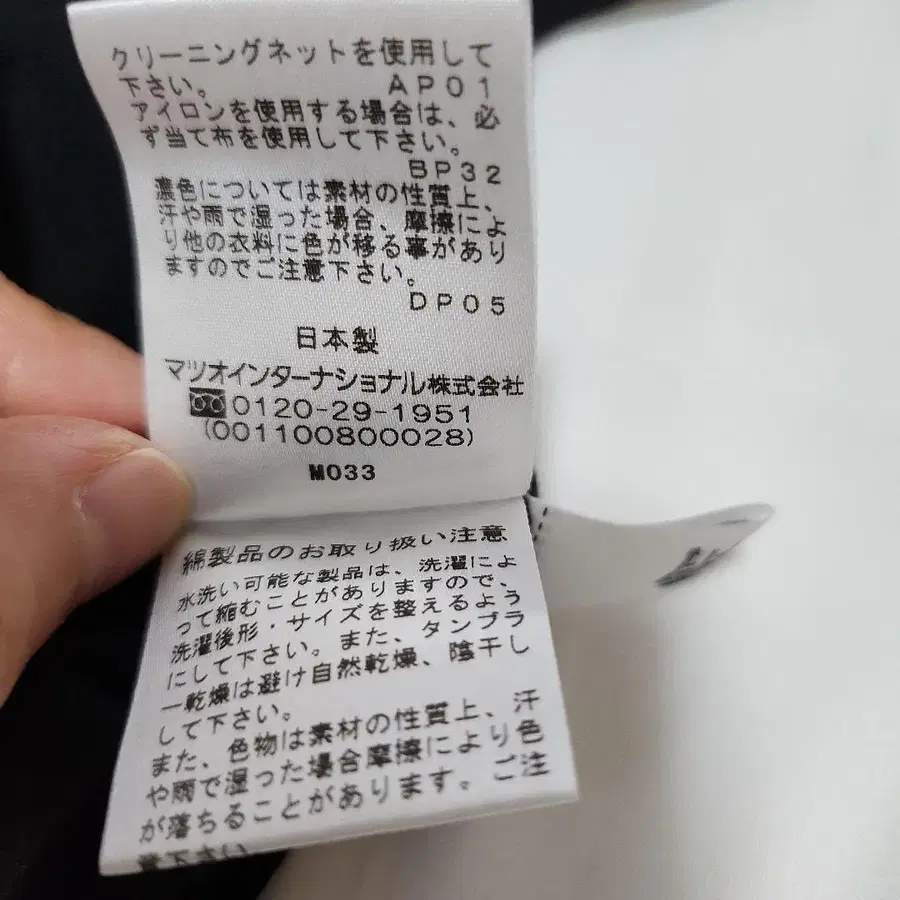 クリーニングネットを使用して
下さい。 AP01
アイロンを使用する場合は、必
ず当て布を使用して下さい。
BP32
濃色については素材の性質上、
汗や雨で湿った場合、摩擦によ
り他の衣料に色が移る事があり
ますのでご注意下さい。
DP05
日本製
マツオインターナショナル株式会社
0120-29-1951
(001100800028)
M033
綿製品のお取り扱い注意
水洗い可能な製品は、洗濯によ
って縮むことがありますので、
洗濯後形・サイズを整えるよう
にして下さい。また、タンブラ
ー乾燥は避け自然乾燥、陰干し
して下さい。
また、色物は素材の性質上、汗
や雨で湿った場合摩擦により色
が落ちることがあります。ご注
意下さい